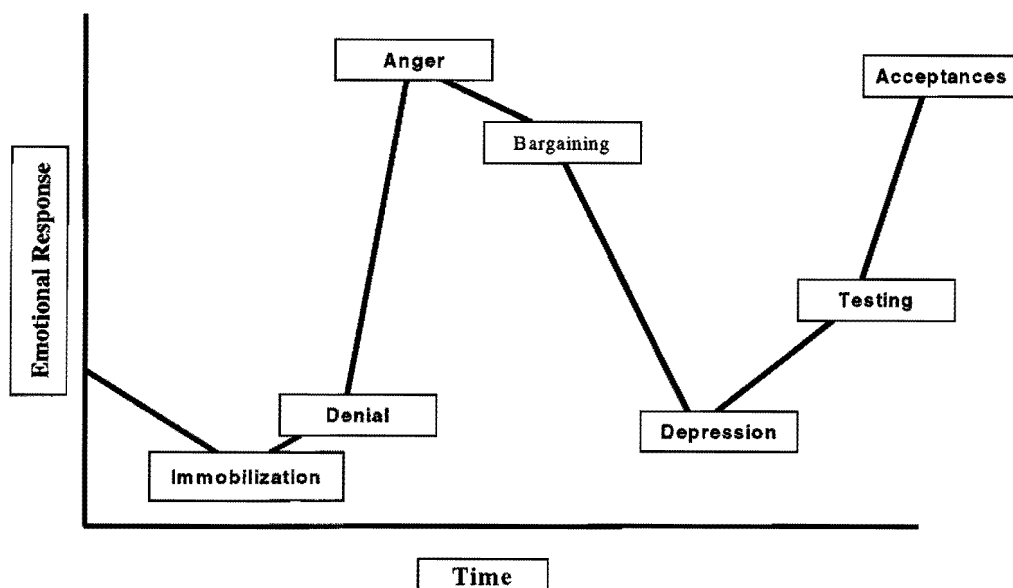 Anger
Acceptances
Bargaining
Emotional Response
Testing
Denial
Depression
Immobilization
Time